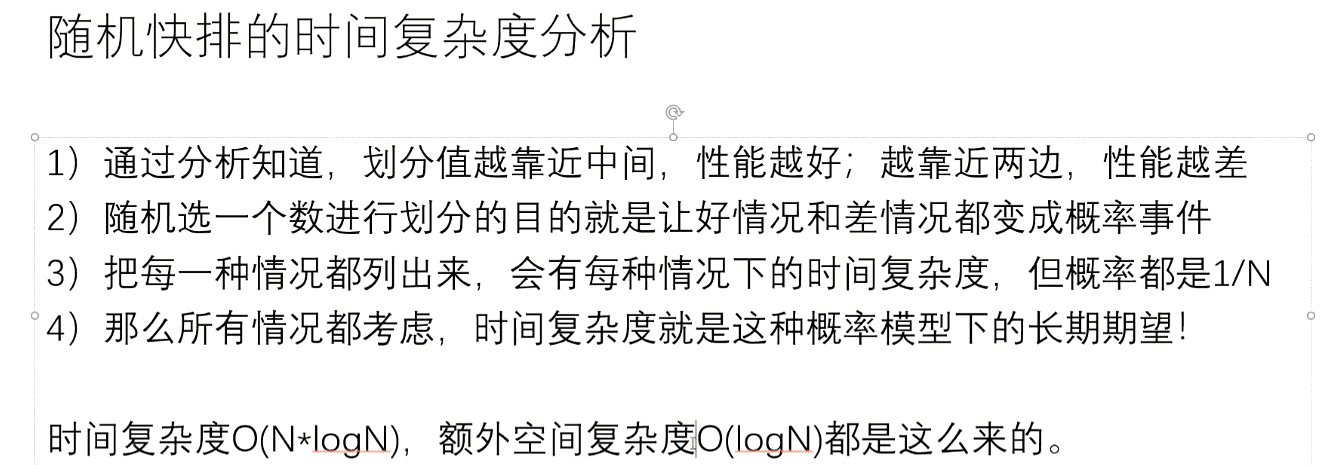 随机快排的时间复杂度分析
1）通过分析知道，划分值越靠近中间，性能越好；越靠近两边，性能越差
2）随机选一个数进行划分的目的就是让好情况和差情况都变成概率事件
3）把每一种情况都列出来，会有每种情况下的时间复杂度，但概率都是1/N
4）那么所有情况都考虑，时间复杂度就是这种概率模型下的长期期望！
时间复杂度O(N*logN)，额外空间复杂度O(logN)都是这么来的。